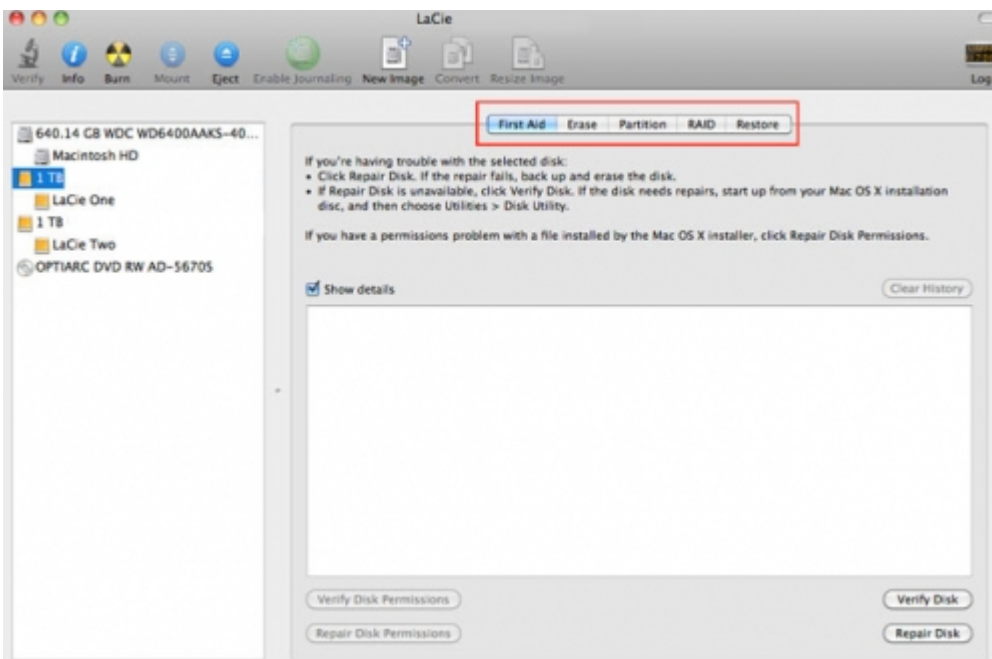 LaCie
Verify Info Burn Mount Eject Enable Journaling New Image Convert Resize Image Log
First Aid Erase Partition RAID Restore
640.14 GB WDC WD6400AAKS-40...
Macintosh HD
1 TB
LaCie One
1 TB
LaCie Two
OPTIARC DVD RW AD-5670S
If you're having trouble with the selected disk:
• Click Repair Disk. If the repair fails, back up and erase the disk.
• If Repair Disk is unavailable, click Verify Disk. If the disk needs repairs, start up from your Mac OS X installation
disc, and then choose Utilities > Disk Utility.
If you have a permissions problem with a file installed by the Mac OS X installer, click Repair Disk Permissions.
Show details
Clear History
Verify Disk Permissions
Verify Disk
Repair Disk Permissions
Repair Disk